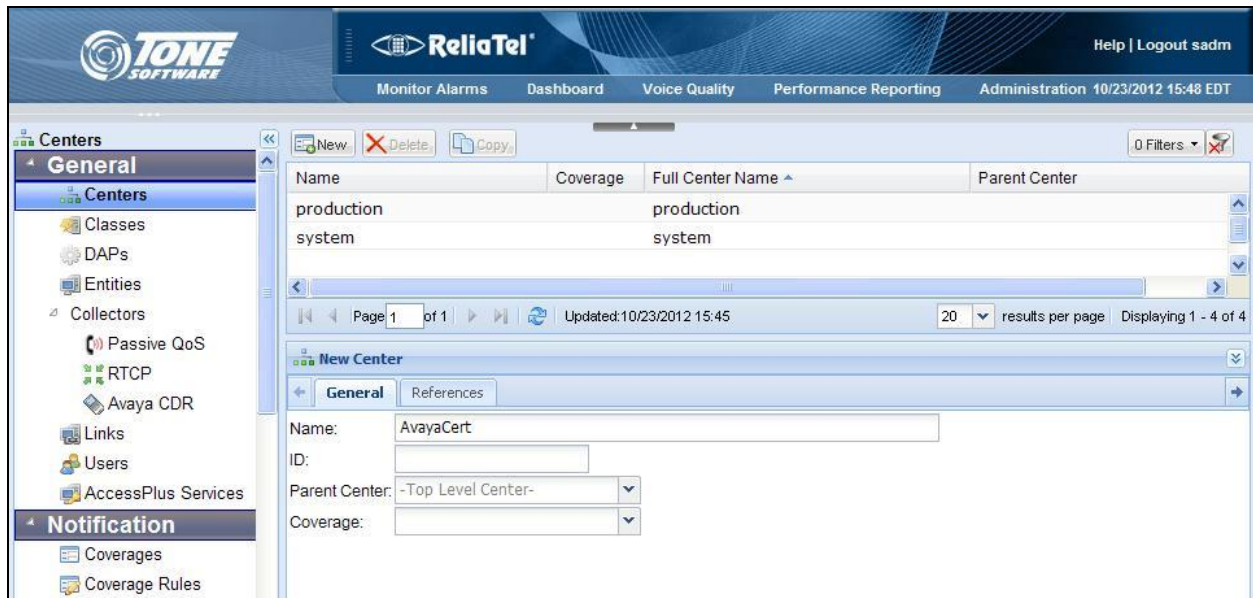 TONE
SOFTWARE
ReliaTel
Help | Logout sadm
Monitor Alarms Dashboard Voice Quality Performance Reporting Administration 10/23/2012 15:48 EDT
Centers
General
Centers
Classes
DAPs
Entities
Collectors
Passive QoS
RTCP
Avaya CDR
Links
Users
AccessPlus Services
Notification
Coverages
Coverage Rules
New Delete Copy 0 Filters
Name Coverage Full Center Name Parent Center
production production
system system
Page 1 of 1 Updated:10/23/2012 15:45 20 results per page Displaying 1 - 4 of 4
New Center
General References
Name: AvayaCert
ID:
Parent Center: -Top Level Center-
Coverage: